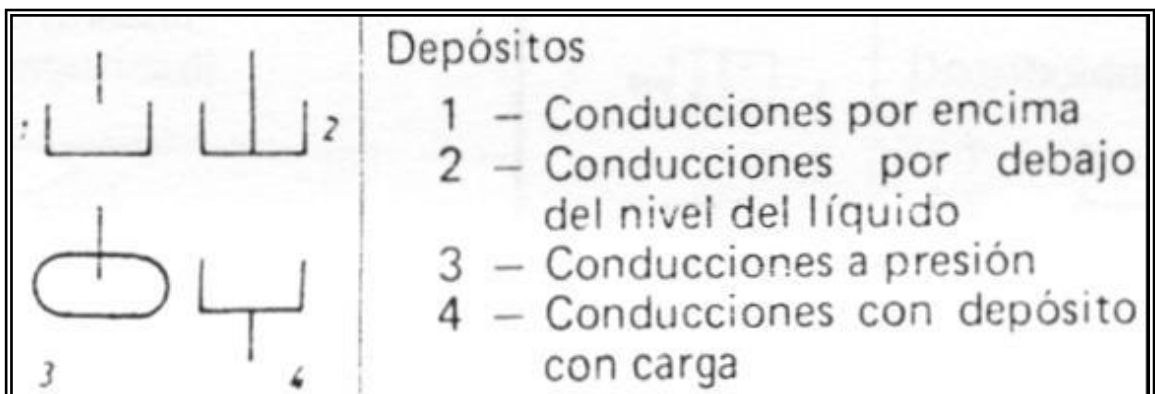 1
2
3
4
Depósitos
1 – Conducciones por encima
2 – Conducciones por debajo
del nivel del líquido
3 – Conducciones a presión
4 – Conducciones con depósito
con carga